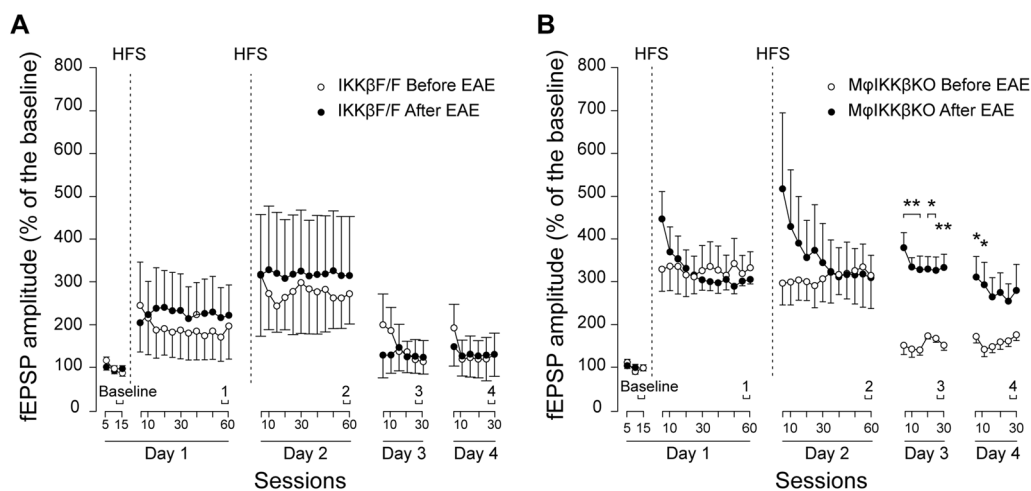 A
HFS
HFS
fEPSP amplitude (% of the baseline)
800
700
600
500
400
300
200
100
0
IKKβF/F Before EAE
IKKβF/F After EAE
Baseline
1
2
3
4
5 15 10 30 60 10 30 60 10 30 10 30
Day 1 Day 2 Day 3 Day 4
Sessions
B
HFS
HFS
fEPSP amplitude (% of the baseline)
800
700
600
500
400
300
200
100
0
MφIKKβKO Before EAE
MφIKKβKO After EAE
** * **
* *
Baseline
1
2
3
4
5 15 10 30 60 10 30 60 10 30 10 30
Day 1 Day 2 Day 3 Day 4
Sessions